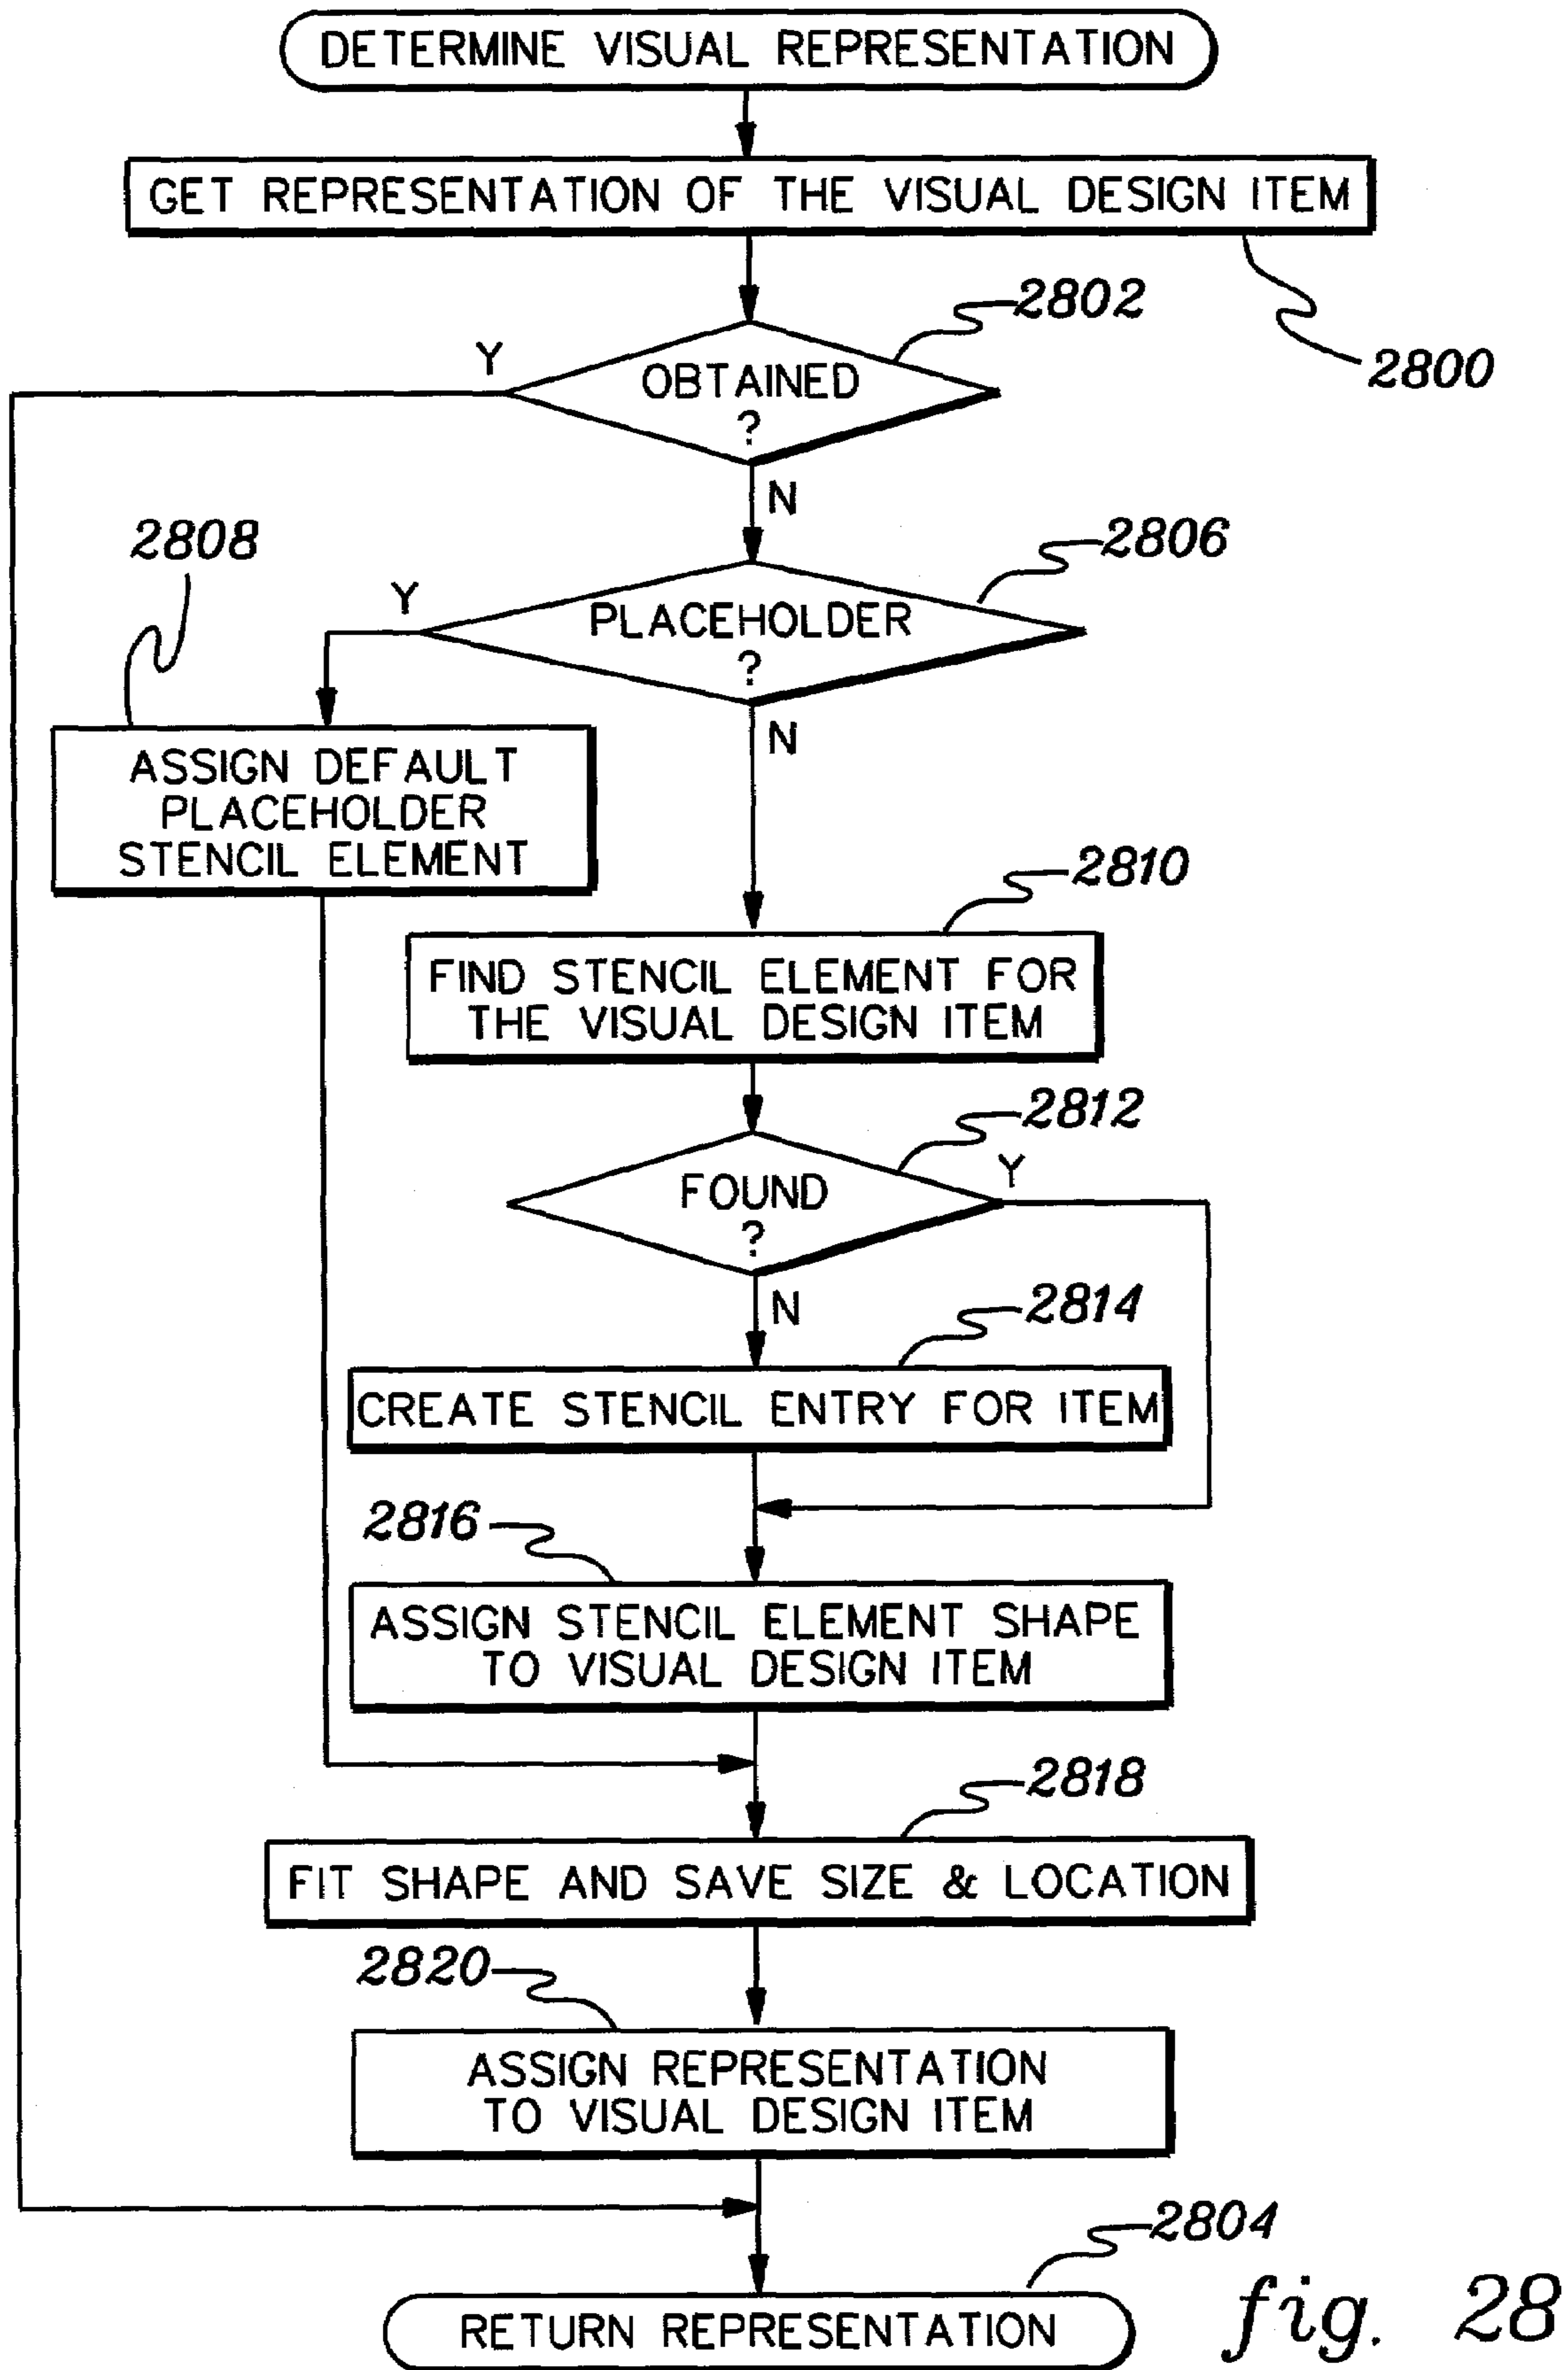 DETERMINE VISUAL REPRESENTATION
GET REPRESENTATION OF THE VISUAL DESIGN ITEM
2800
2802
Y
OBTAINED
?
N
2806
Y
PLACEHOLDER
?
N
2808
ASSIGN DEFAULT
PLACEHOLDER
STENCIL ELEMENT
2810
FIND STENCIL ELEMENT FOR
THE VISUAL DESIGN ITEM
2812
Y
FOUND
?
N
2814
CREATE STENCIL ENTRY FOR ITEM
2816
ASSIGN STENCIL ELEMENT SHAPE
TO VISUAL DESIGN ITEM
2818
FIT SHAPE AND SAVE SIZE & LOCATION
2820
ASSIGN REPRESENTATION
TO VISUAL DESIGN ITEM
2804
RETURN REPRESENTATION
fig. 28